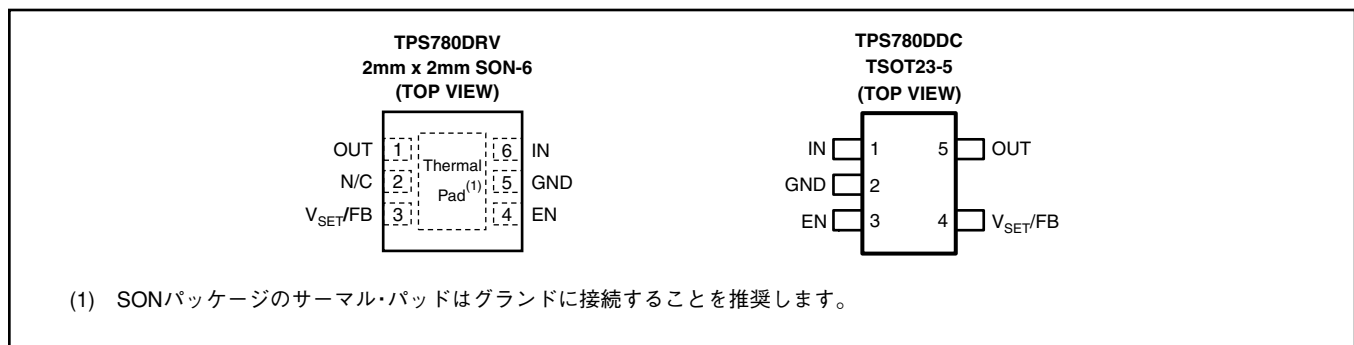 TPS780DRV
2mm x 2mm SON-6
(TOP VIEW)
OUT 1 6 IN
N/C 2 5 GND
VSET/FB 3 4 EN
Thermal
Pad(1)
TPS780DDC
TSOT23-5
(TOP VIEW)
IN 1 5 OUT
GND 2
EN 3 4 VSET/FB
(1) SONパッケージのサーマル・パッドはグランドに接続することを推奨します。